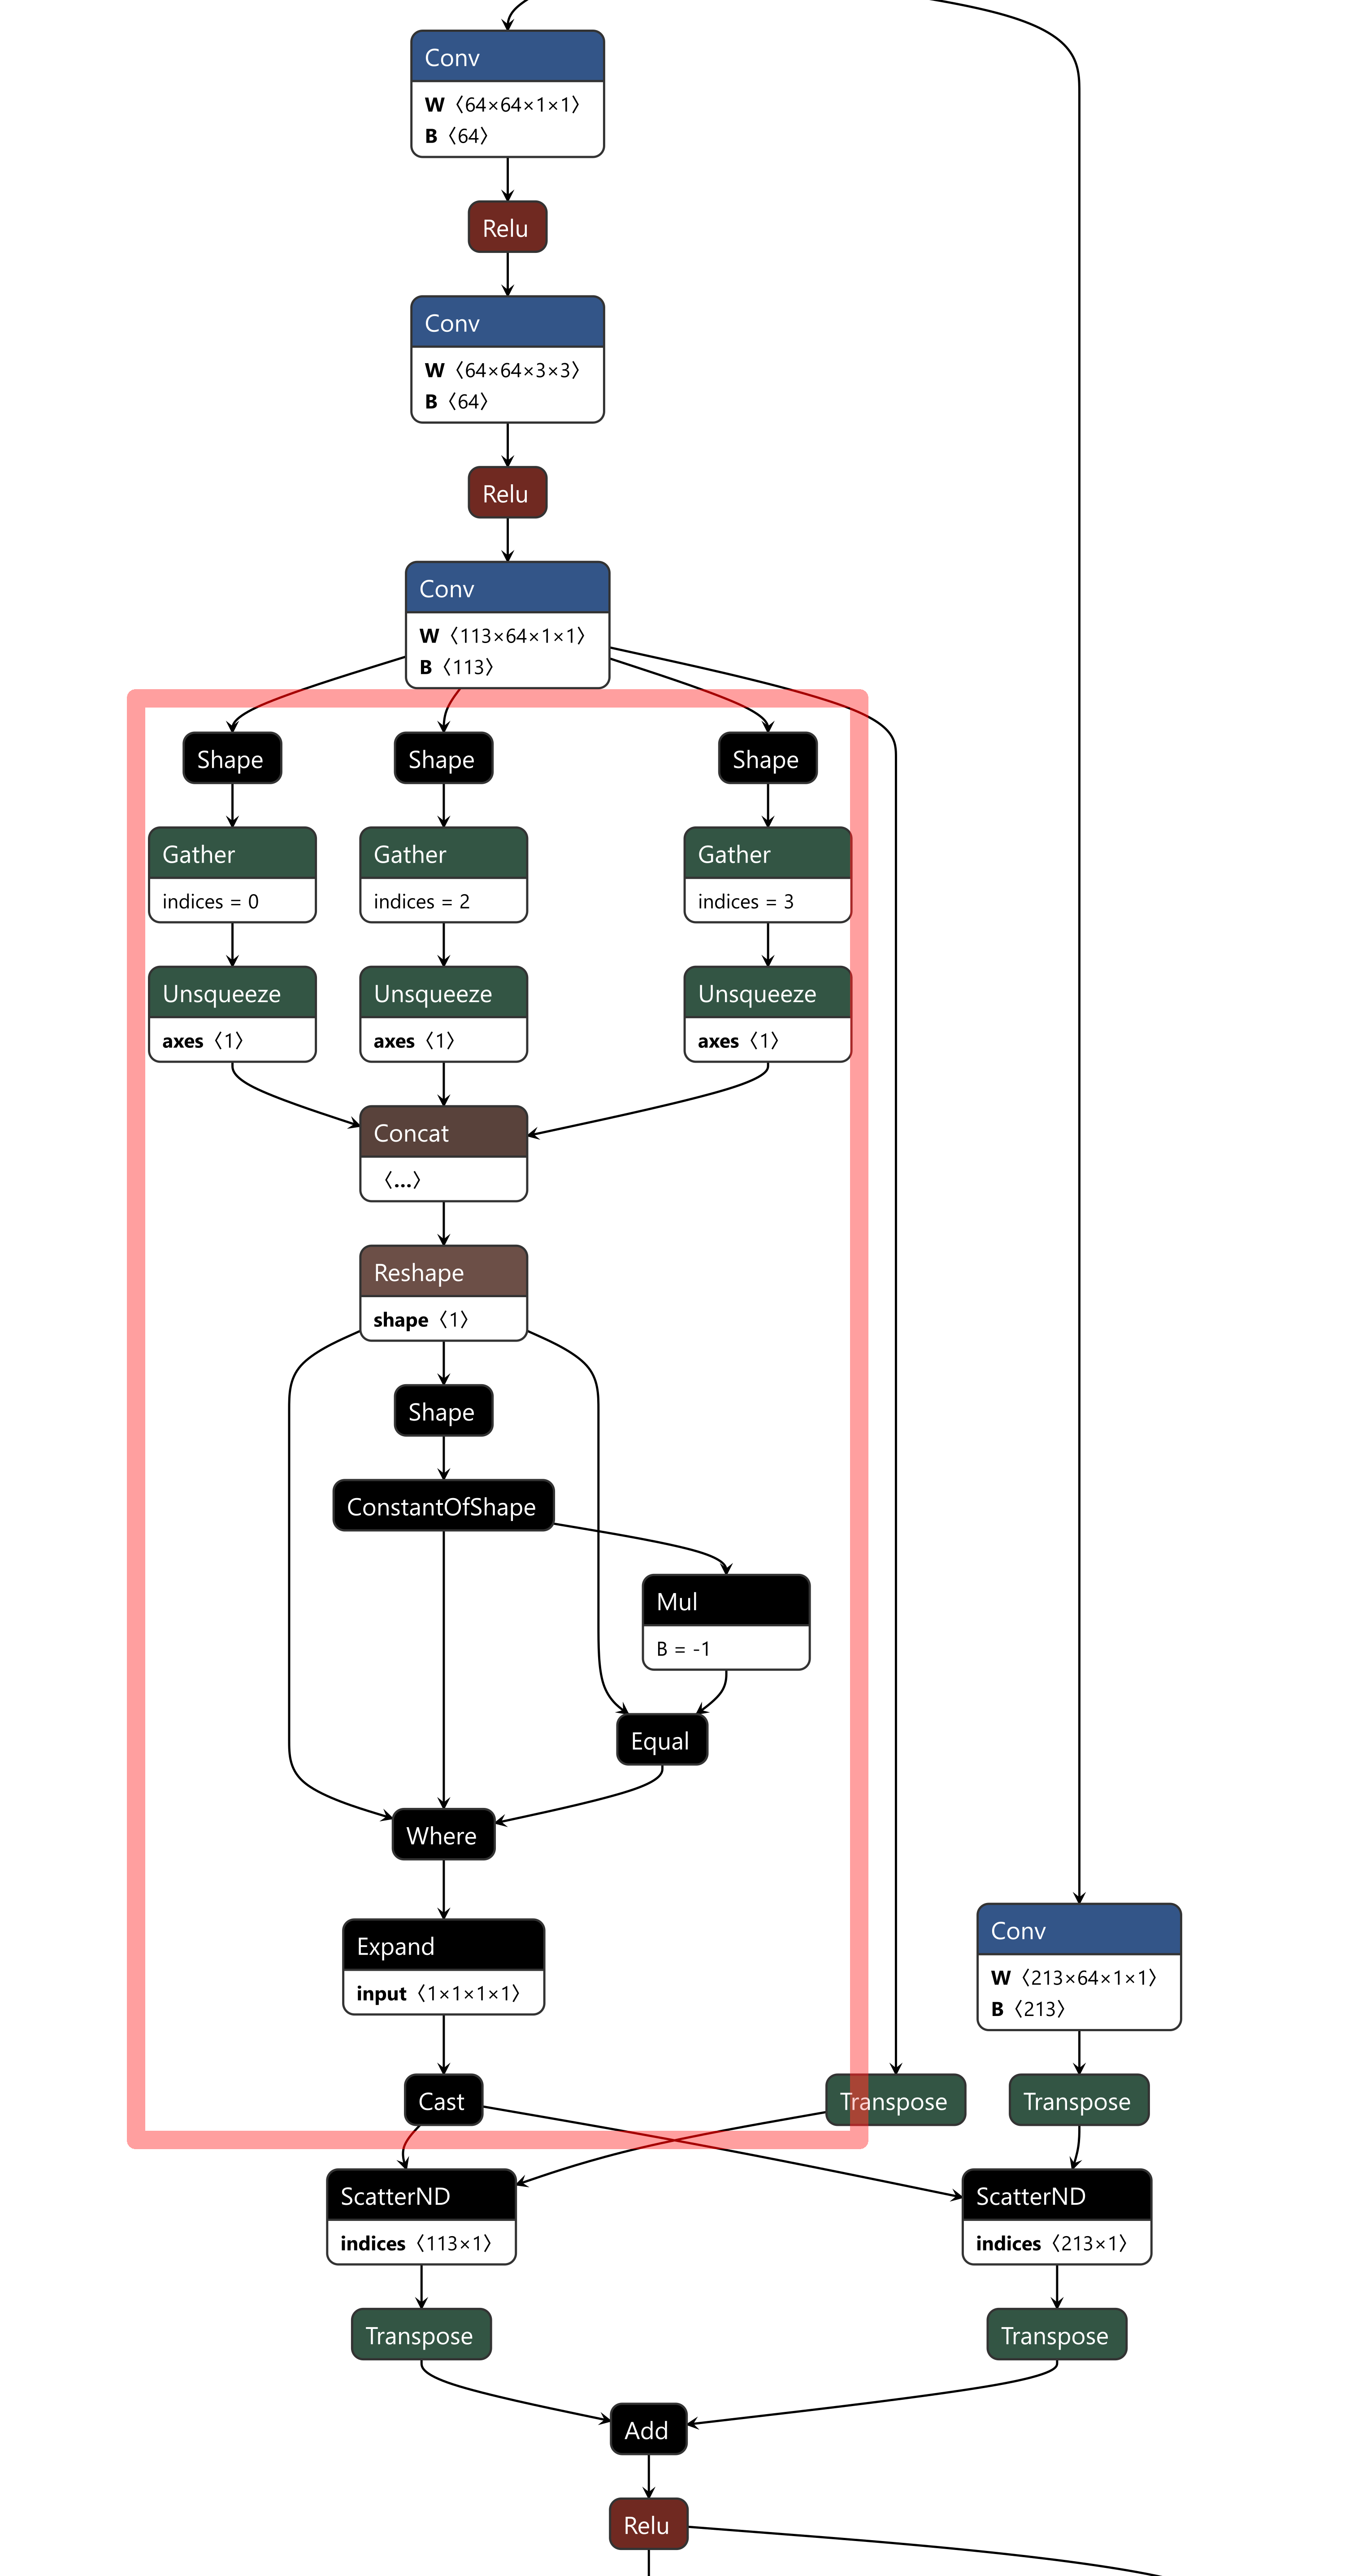 Conv
W〈64×64×1×1〉
B〈64〉
Relu
Conv
W〈64×64×3×3〉
B〈64〉
Relu
Conv
W〈113×64×1×1〉
B〈113〉
Shape
Shape
Shape
Gather
indices = 0
Gather
indices = 2
Gather
indices = 3
Unsqueeze
axes〈1〉
Unsqueeze
axes〈1〉
Unsqueeze
axes〈1〉
Concat
〈...〉
Reshape
shape〈1〉
Shape
ConstantOfShape
Mul
B = -1
Equal
Where
Conv
W〈213×64×1×1〉
B〈213〉
Expand
input〈1×1×1×1〉
Cast
Transpose
Transpose
ScatterND
indices〈113×1〉
ScatterND
indices〈213×1〉
Transpose
Transpose
Add
Relu